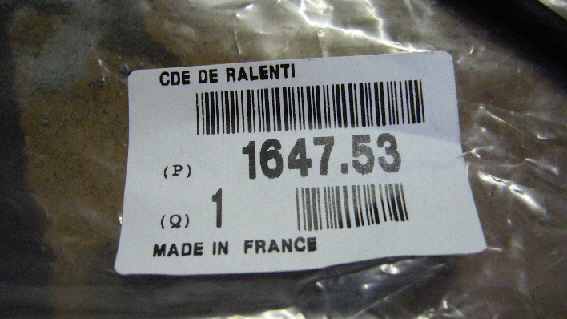 CDE DE RALENTI
(P) 1647.53
(Q) 1
MADE IN FRANCE